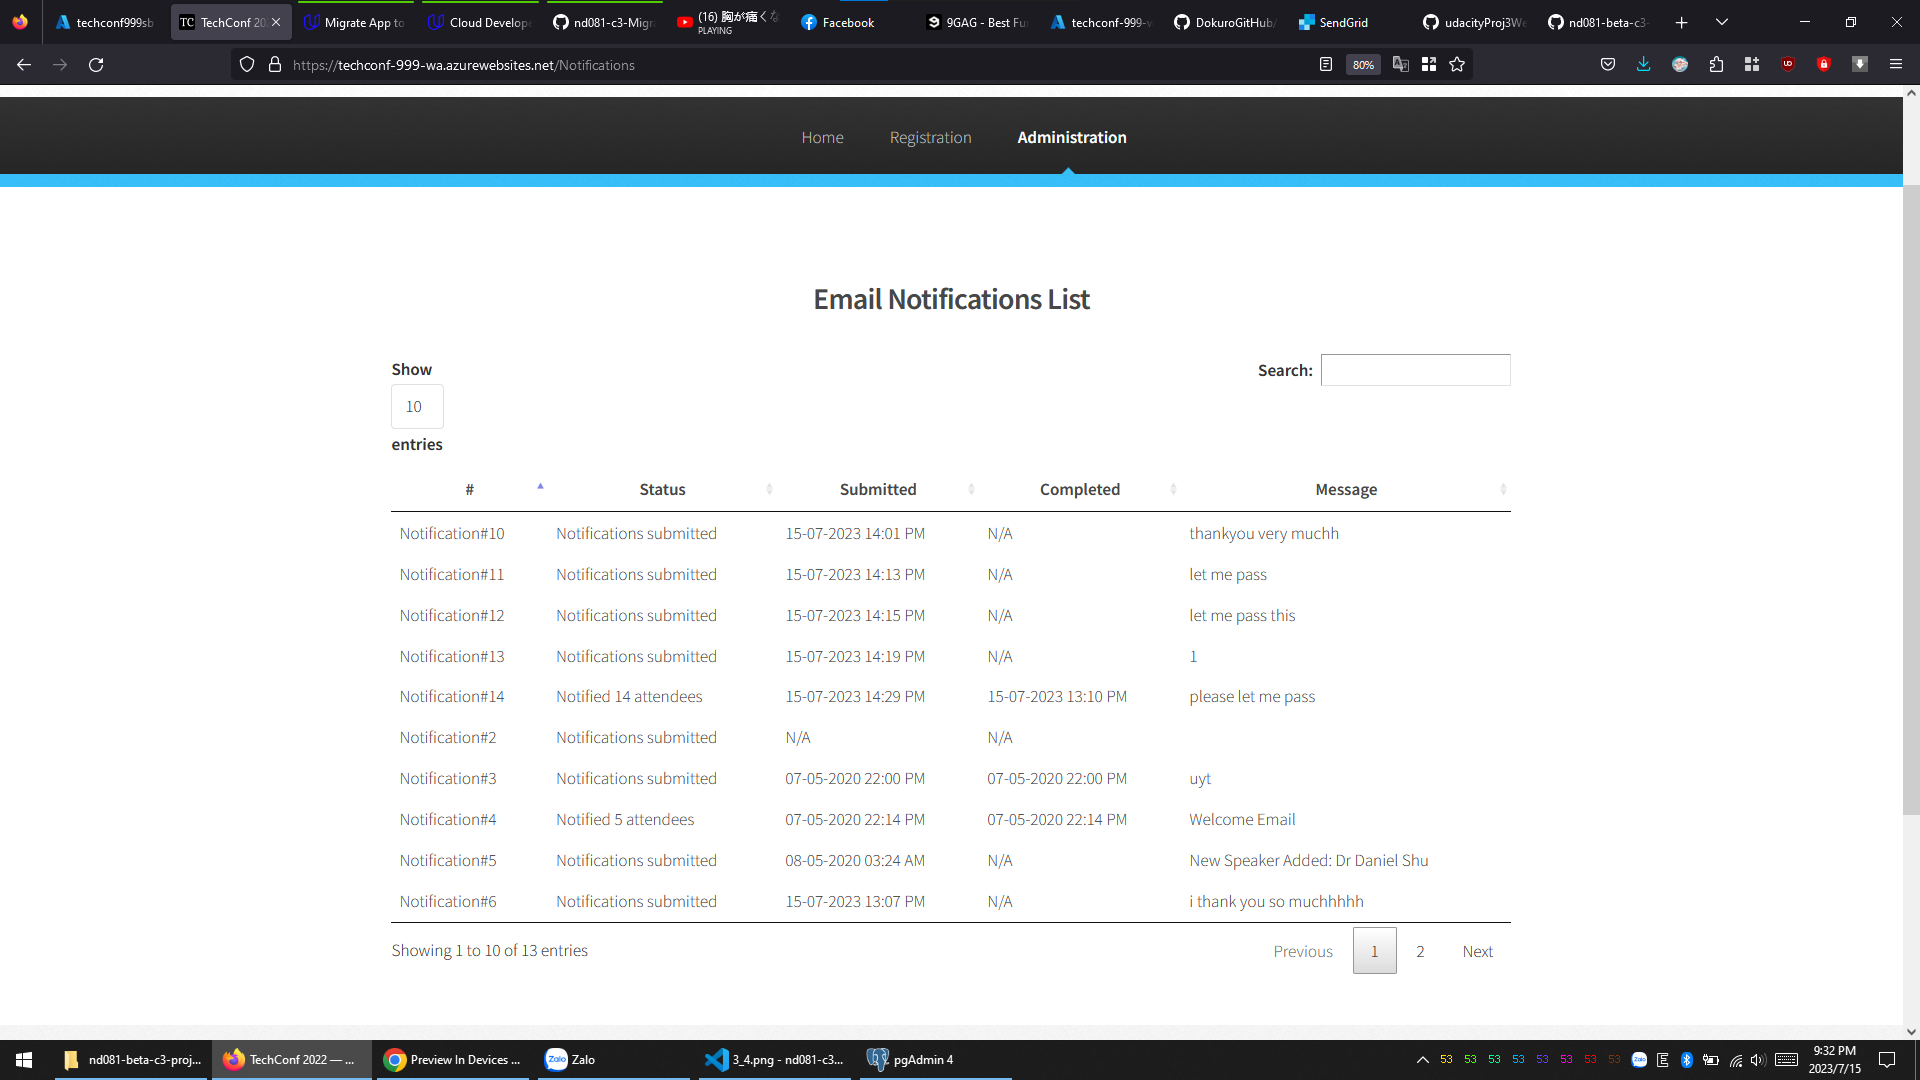 techconf999sb
TechConf 202
Migrate App to
Cloud Develope
nd081-c3-Migra
(16) 胸が痛くな
PLAYING
Facebook
9GAG - Best Fu
techconf-999-w
DokuroGitHub/
SendGrid
udacityProj3We
nd081-beta-c3-
https://techconf-999-wa.azurewebsites.net/Notifications
80%
Home
Registration
Administration
Email Notifications List
Show
10
entries
Search:
# Status Submitted Completed Message
Notification#10 Notifications submitted 15-07-2023 14:01 PM N/A thankyou very muchh
Notification#11 Notifications submitted 15-07-2023 14:13 PM N/A let me pass
Notification#12 Notifications submitted 15-07-2023 14:15 PM N/A let me pass this
Notification#13 Notifications submitted 15-07-2023 14:19 PM N/A 1
Notification#14 Notified 14 attendees 15-07-2023 14:29 PM 15-07-2023 13:10 PM please let me pass
Notification#2 Notifications submitted N/A N/A
Notification#3 Notifications submitted 07-05-2020 22:00 PM 07-05-2020 22:00 PM uyt
Notification#4 Notified 5 attendees 07-05-2020 22:14 PM 07-05-2020 22:14 PM Welcome Email
Notification#5 Notifications submitted 08-05-2020 03:24 AM N/A New Speaker Added: Dr Daniel Shu
Notification#6 Notifications submitted 15-07-2023 13:07 PM N/A i thank you so muchhhhh
Showing 1 to 10 of 13 entries
Previous 1 2 Next
nd081-beta-c3-proj...
TechConf 2022 — ...
Preview In Devices ...
Zalo
3_4.png - nd081-c3...
pgAdmin 4
53 53 53 53 53 53 53 53
9:32 PM
2023/7/15